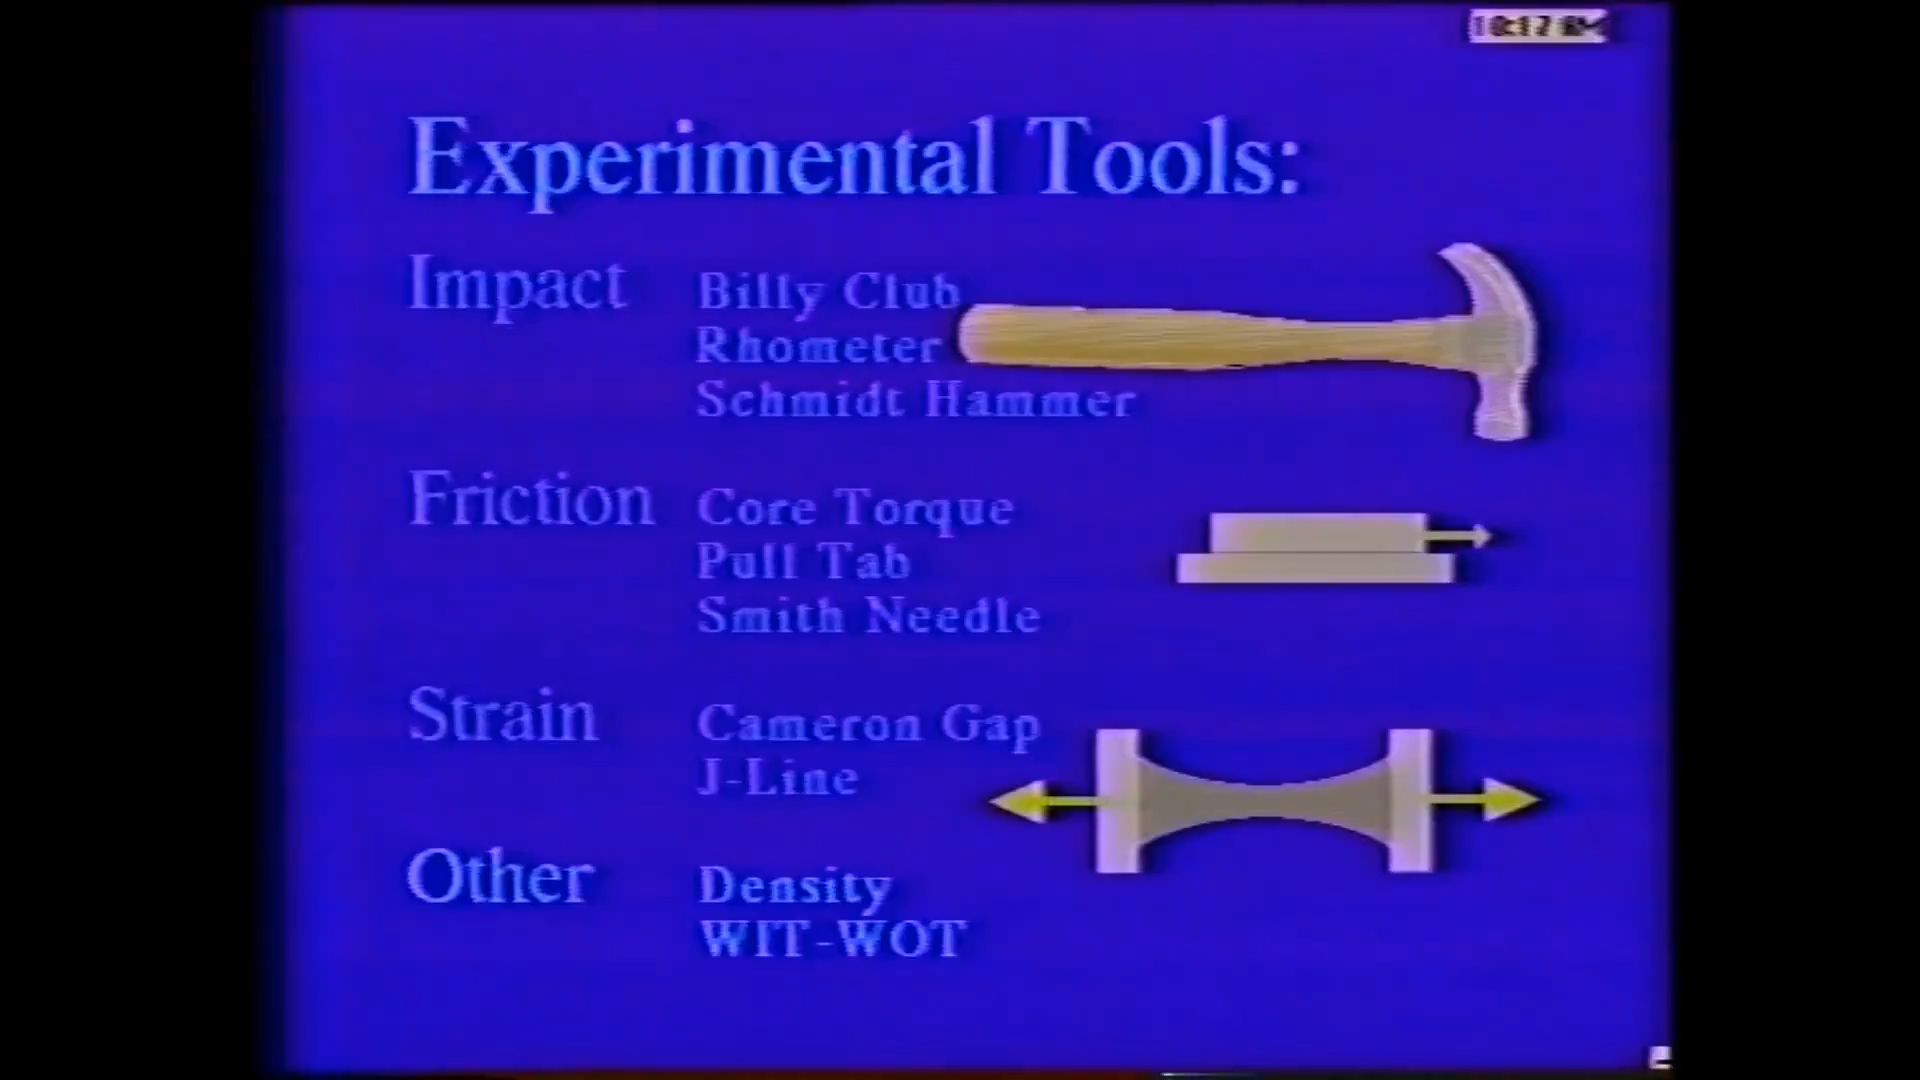 Experimental Tools:
Impact
Billy Club
Rhometer
Schmidt Hammer
Friction
Core Torque
Pull Tab
Smith Needle
Strain
Cameron Gap
J-Line
Other
Density
WIT-WOT